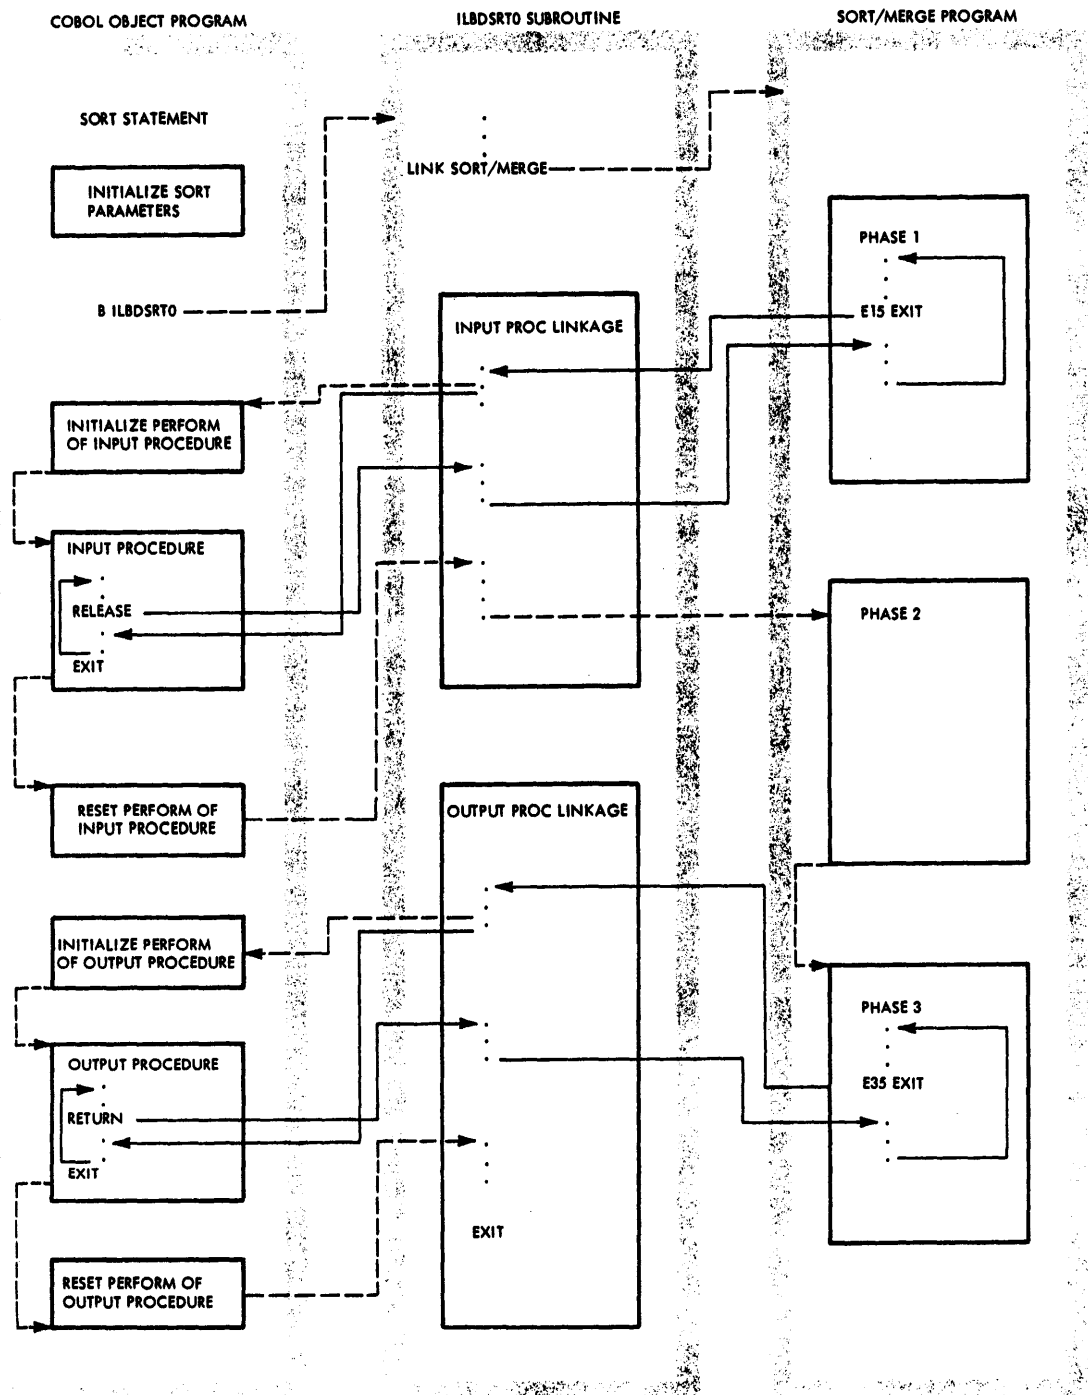 COBOL OBJECT PROGRAM
ILBDSRT0 SUBROUTINE
SORT/MERGE PROGRAM
SORT STATEMENT
LINK SORT/MERGE
INITIALIZE SORT
PARAMETERS
B ILBDSRT0
PHASE 1
E15 EXIT
INPUT PROC LINKAGE
INITIALIZE PERFORM
OF INPUT PROCEDURE
INPUT PROCEDURE
RELEASE
EXIT
PHASE 2
RESET PERFORM OF
INPUT PROCEDURE
OUTPUT PROC LINKAGE
INITIALIZE PERFORM
OF OUTPUT PROCEDURE
PHASE 3
E35 EXIT
OUTPUT PROCEDURE
RETURN
EXIT
EXIT
RESET PERFORM OF
OUTPUT PROCEDURE